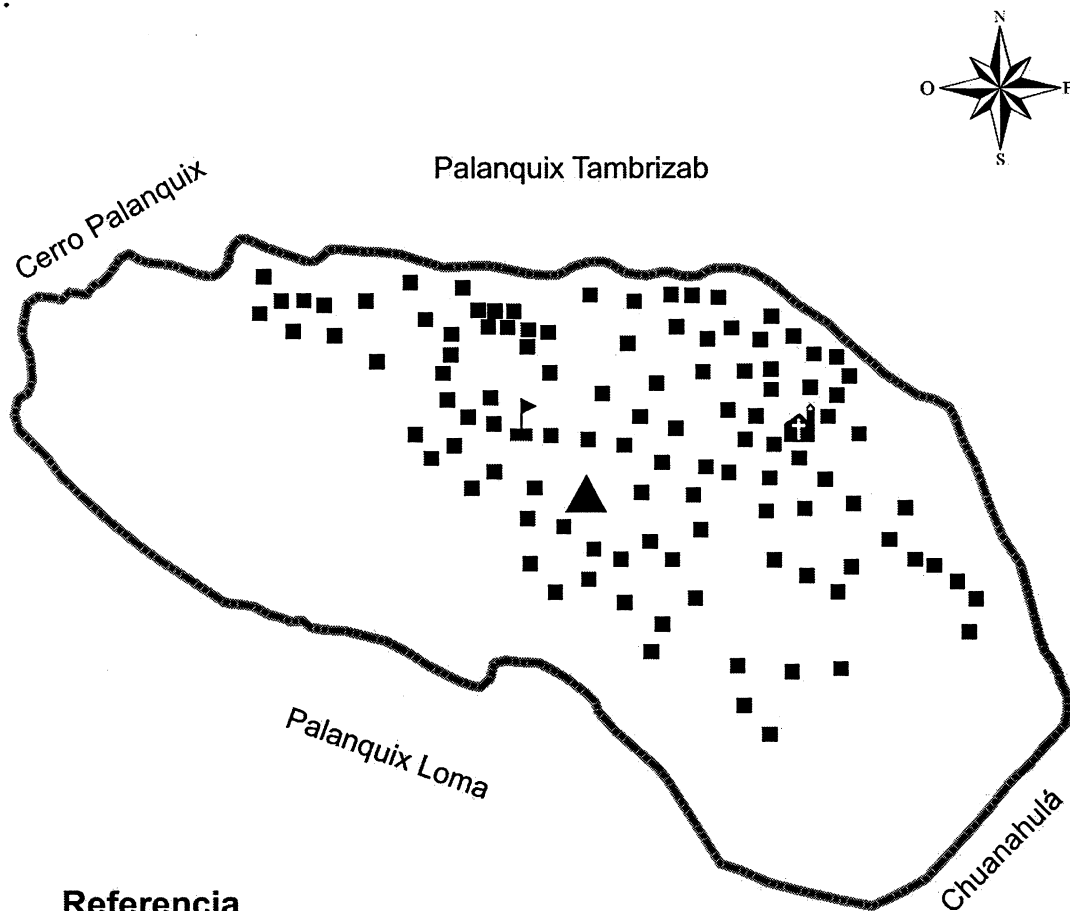 N
O
E
S
Palanquix Tambrizab
Cerro Palanquix
Palanquix Loma
Chuanahulá
Referencia